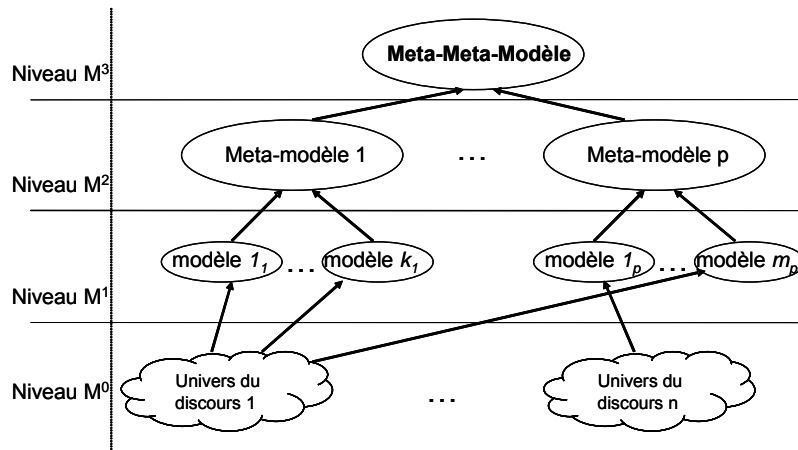 Meta-Meta-Modèle
Niveau M³
Meta-modèle 1
...
Meta-modèle p
Niveau M²
modèle 1₁
...
modèle k₁
modèle 1ₚ
...
modèle mₚ
Niveau M¹
Univers du
discours 1
...
Univers du
discours n
Niveau M⁰